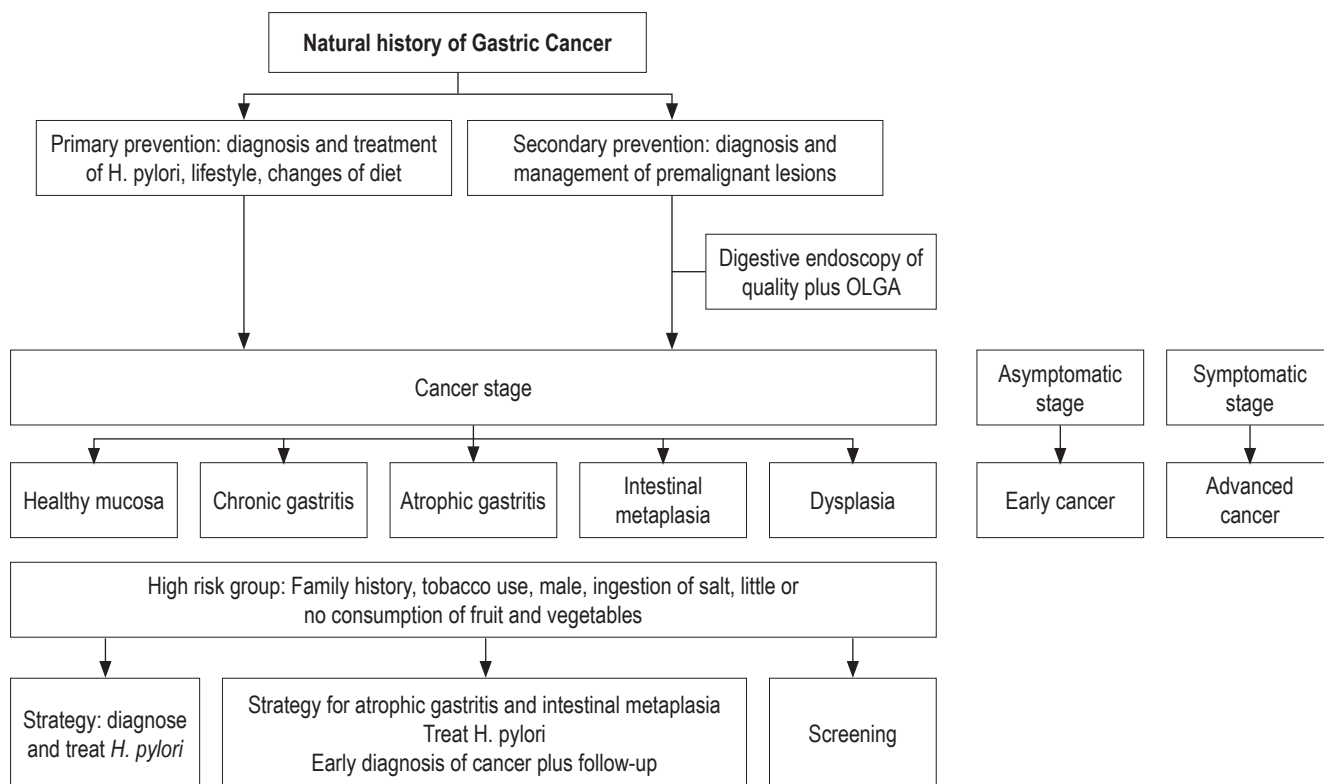 Natural history of Gastric Cancer
Primary prevention: diagnosis and treatment
of H. pylori, lifestyle, changes of diet
Secondary prevention: diagnosis and
management of premalignant lesions
Digestive endoscopy of
quality plus OLGA
Cancer stage
Asymptomatic
stage
Symptomatic
stage
Healthy mucosa
Chronic gastritis
Atrophic gastritis
Intestinal
metaplasia
Dysplasia
Early cancer
Advanced
cancer
High risk group: Family history, tobacco use, male, ingestion of salt, little or
no consumption of fruit and vegetables
Strategy: diagnose
and treat H. pylori
Strategy for atrophic gastritis and intestinal metaplasia
Treat H. pylori
Early diagnosis of cancer plus follow-up
Screening